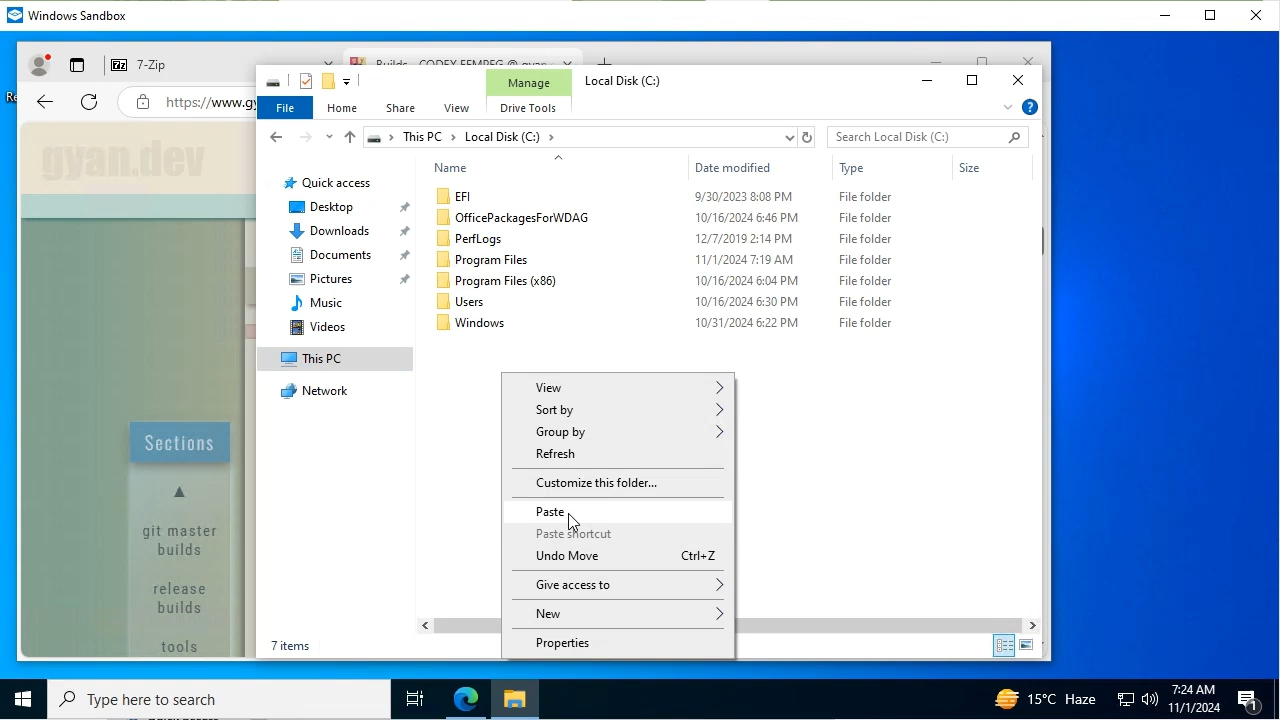 Windows Sandbox
7-Zip
Builds - CODEX FFMPEG @ gyan
https://www.gy
gyan.dev
Sections
▲
git master
builds
release
builds
tools
Manage
Local Disk (C:)
File
Home
Share
View
Drive Tools
This PC > Local Disk (C:) >
Search Local Disk (C:)
Quick access
Desktop
Downloads
Documents
Pictures
Music
Videos
This PC
Network
Name Date modified Type Size
EFI 9/30/2023 8:08 PM File folder
OfficePackagesForWDAG 10/16/2024 6:46 PM File folder
PerfLogs 12/7/2019 2:14 PM File folder
Program Files 11/1/2024 7:19 AM File folder
Program Files (x86) 10/16/2024 6:04 PM File folder
Users 10/16/2024 6:30 PM File folder
Windows 10/31/2024 6:22 PM File folder
View
Sort by
Group by
Refresh
Customize this folder...
Paste
Paste shortcut
Undo Move Ctrl+Z
Give access to
New
Properties
7 items
Type here to search
15°C Haze
7:24 AM
11/1/2024
1